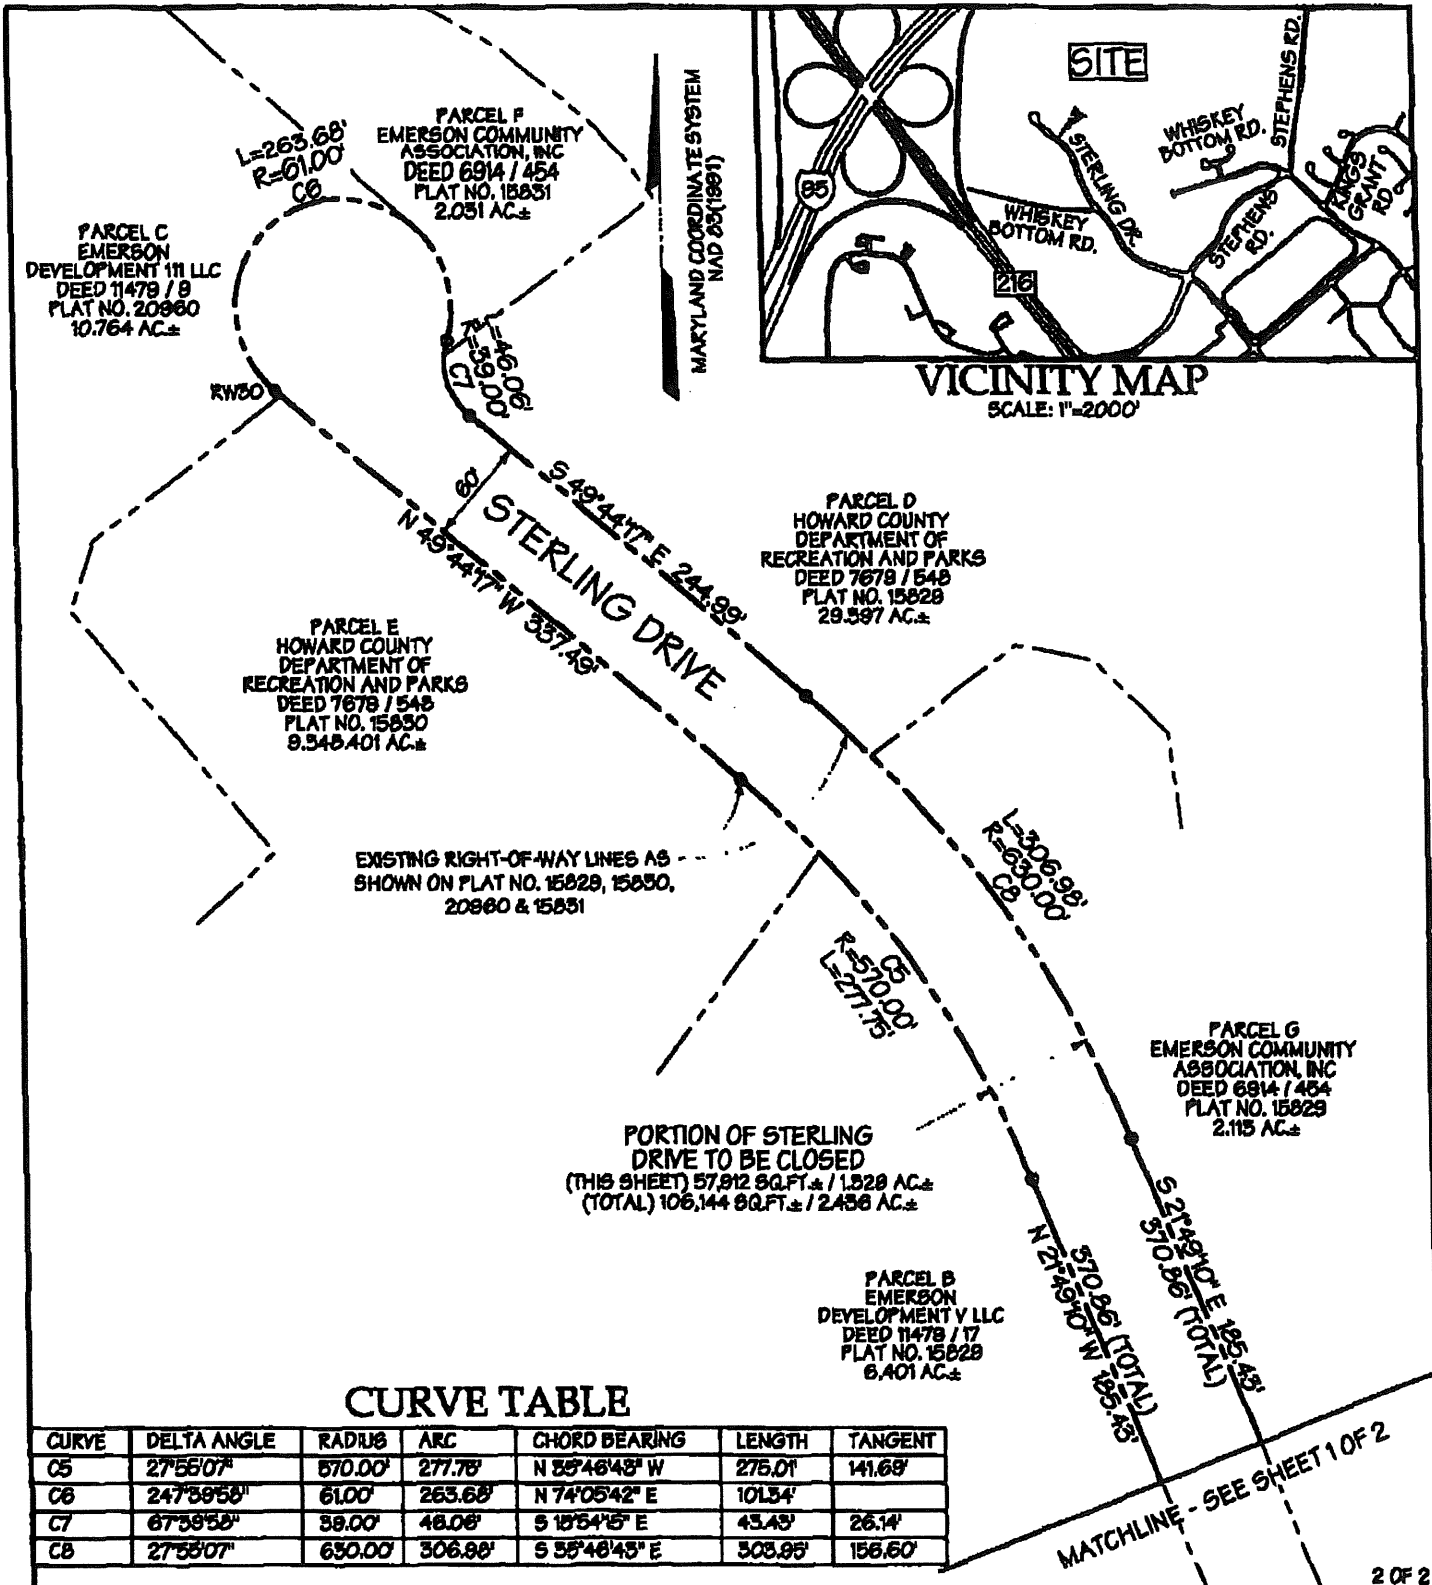 L=263.68'
R=61.00'
C6
PARCEL F
EMERSON COMMUNITY
ASSOCIATION, INC
DEED 6914 / 454
PLAT NO. 15831
2.031 AC.±
PARCEL C
EMERSON
DEVELOPMENT 111 LLC
DEED 11479 / 9
PLAT NO. 20960
10.764 AC.±
MARYLAND COORDINATE SYSTEM
NAD 83(1991)
SITE
STEPHENS RD.
WHISKEY
BOTTOM RD.
STERLING DR.
KINGS
GRANT
RD
95
WHISKEY
BOTTOM RD.
STEPHENS
RD.
216
VICINITY MAP
SCALE: 1"=2000'
L=46.06'
R=39.00'
C7
RW30
60'
S 49°44'17" E 244.99'
STERLING DRIVE
N 49°44'17" W 337.49'
PARCEL D
HOWARD COUNTY
DEPARTMENT OF
RECREATION AND PARKS
DEED 7679 / 548
PLAT NO. 15829
29.597 AC.±
PARCEL E
HOWARD COUNTY
DEPARTMENT OF
RECREATION AND PARKS
DEED 7679 / 548
PLAT NO. 15830
9.348.401 AC.±
L=306.98'
R=630.00'
C8
EXISTING RIGHT-OF-WAY LINES AS
SHOWN ON PLAT NO. 15829, 15830,
20960 & 15831
C5
R=570.00'
L=277.75'
PARCEL G
EMERSON COMMUNITY
ASSOCIATION, INC
DEED 6914 / 454
PLAT NO. 15829
2.115 AC.±
PORTION OF STERLING
DRIVE TO BE CLOSED
(THIS SHEET) 57,912 SQ.FT.± / 1.329 AC.±
(TOTAL) 106,144 SQ.FT.± / 2.436 AC.±
S 21°49'10" E 185.43'
370.86' (TOTAL)
370.86' (TOTAL)
N 21°49'10" W 185.43'
PARCEL B
EMERSON
DEVELOPMENT V LLC
DEED 11479 / 17
PLAT NO. 15829
6.401 AC.±
CURVE TABLE
CURVE DELTA ANGLE RADIUS ARC CHORD BEARING LENGTH TANGENT
C5 27°55'07" 570.00' 277.75' N 35°46'43" W 275.01' 141.69'
C6 247°39'58" 61.00' 263.68' N 74°05'42" E 101.34'
C7 67°39'58" 39.00' 46.06' S 15°54'15" E 43.43' 26.14'
C8 27°55'07" 630.00' 306.98' S 35°46'43" E 303.95' 156.60'
MATCHLINE - SEE SHEET 1 OF 2
2 OF 2